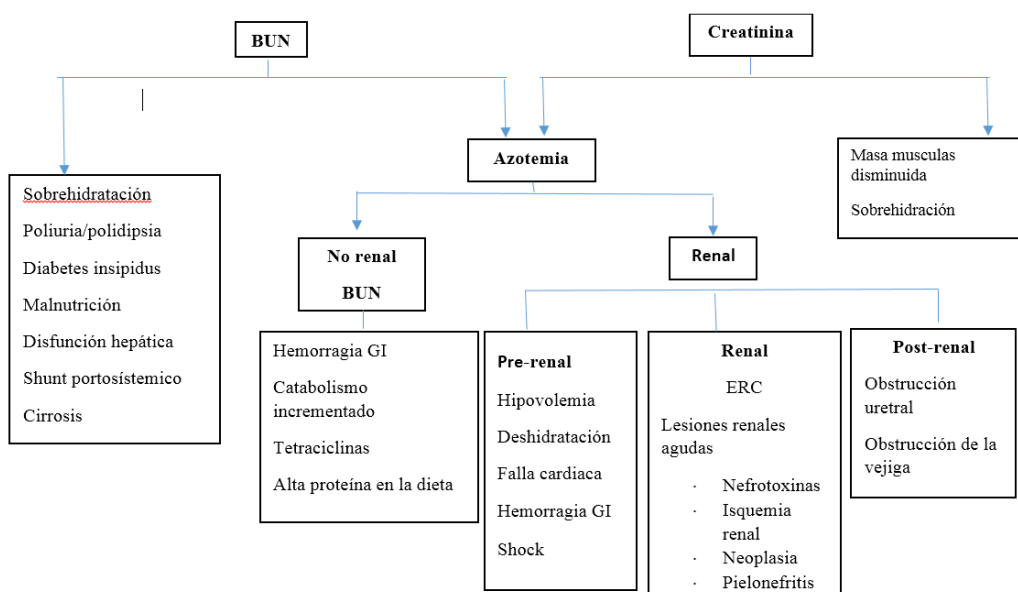 BUN
Creatinina
Azotemia
Masa musculas
disminuida
Sobrehidración
Sobrehidratación
Poliuria/polidipsia
Diabetes insipidus
Malnutrición
Disfunción hepática
Shunt portosístemico
Cirrosis
No renal
BUN
Renal
Hemorragia GI
Catabolismo
incrementado
Tetraciclinas
Alta proteína en la dieta
Pre-renal
Hipovolemia
Deshidratación
Falla cardiaca
Hemorragia GI
Shock
Renal
ERC
Lesiones renales
agudas
· Nefrotoxinas
· Isquemia
renal
· Neoplasia
· Pielonefritis
Post-renal
Obstrucción
uretral
Obstrucción de la
vejiga